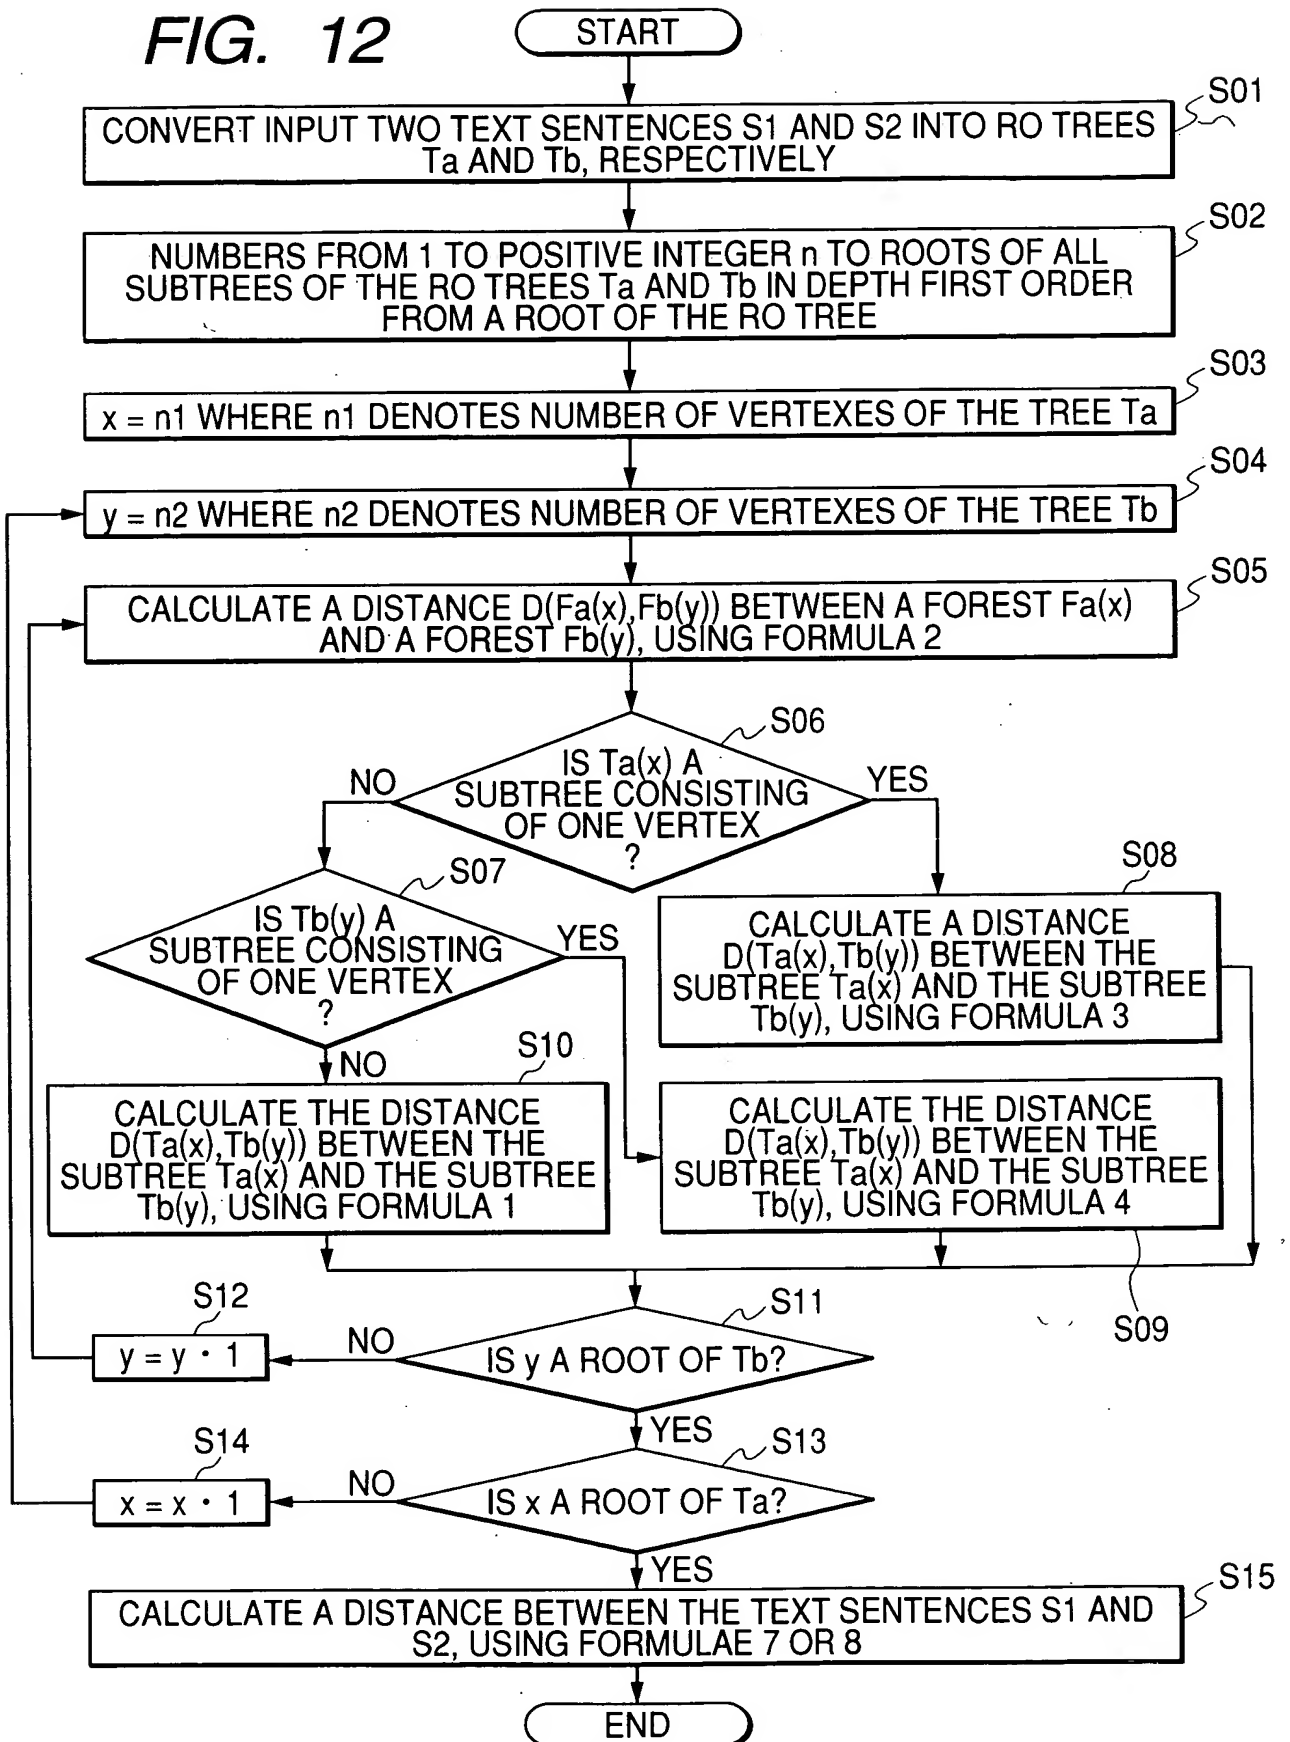 FIG. 12
START
S01
CONVERT INPUT TWO TEXT SENTENCES S1 AND S2 INTO RO TREES
Ta AND Tb, RESPECTIVELY
S02
NUMBERS FROM 1 TO POSITIVE INTEGER n TO ROOTS OF ALL
SUBTREES OF THE RO TREES Ta AND Tb IN DEPTH FIRST ORDER
FROM A ROOT OF THE RO TREE
S03
x = n1 WHERE n1 DENOTES NUMBER OF VERTEXES OF THE TREE Ta
S04
y = n2 WHERE n2 DENOTES NUMBER OF VERTEXES OF THE TREE Tb
S05
CALCULATE A DISTANCE D(Fa(x),Fb(y)) BETWEEN A FOREST Fa(x)
AND A FOREST Fb(y), USING FORMULA 2
S06
IS Ta(x) A
SUBTREE CONSISTING
OF ONE VERTEX
?
NO
YES
S07
IS Tb(y) A
SUBTREE CONSISTING
OF ONE VERTEX
?
YES
NO
S08
CALCULATE A DISTANCE
D(Ta(x),Tb(y)) BETWEEN THE
SUBTREE Ta(x) AND THE SUBTREE
Tb(y), USING FORMULA 3
S10
CALCULATE THE DISTANCE
D(Ta(x),Tb(y)) BETWEEN THE
SUBTREE Ta(x) AND THE SUBTREE
Tb(y), USING FORMULA 1
CALCULATE THE DISTANCE
D(Ta(x),Tb(y)) BETWEEN THE
SUBTREE Ta(x) AND THE SUBTREE
Tb(y), USING FORMULA 4
S09
S11
IS y A ROOT OF Tb?
NO
S12
y = y · 1
YES
S13
IS x A ROOT OF Ta?
NO
S14
x = x · 1
YES
S15
CALCULATE A DISTANCE BETWEEN THE TEXT SENTENCES S1 AND
S2, USING FORMULAE 7 OR 8
END